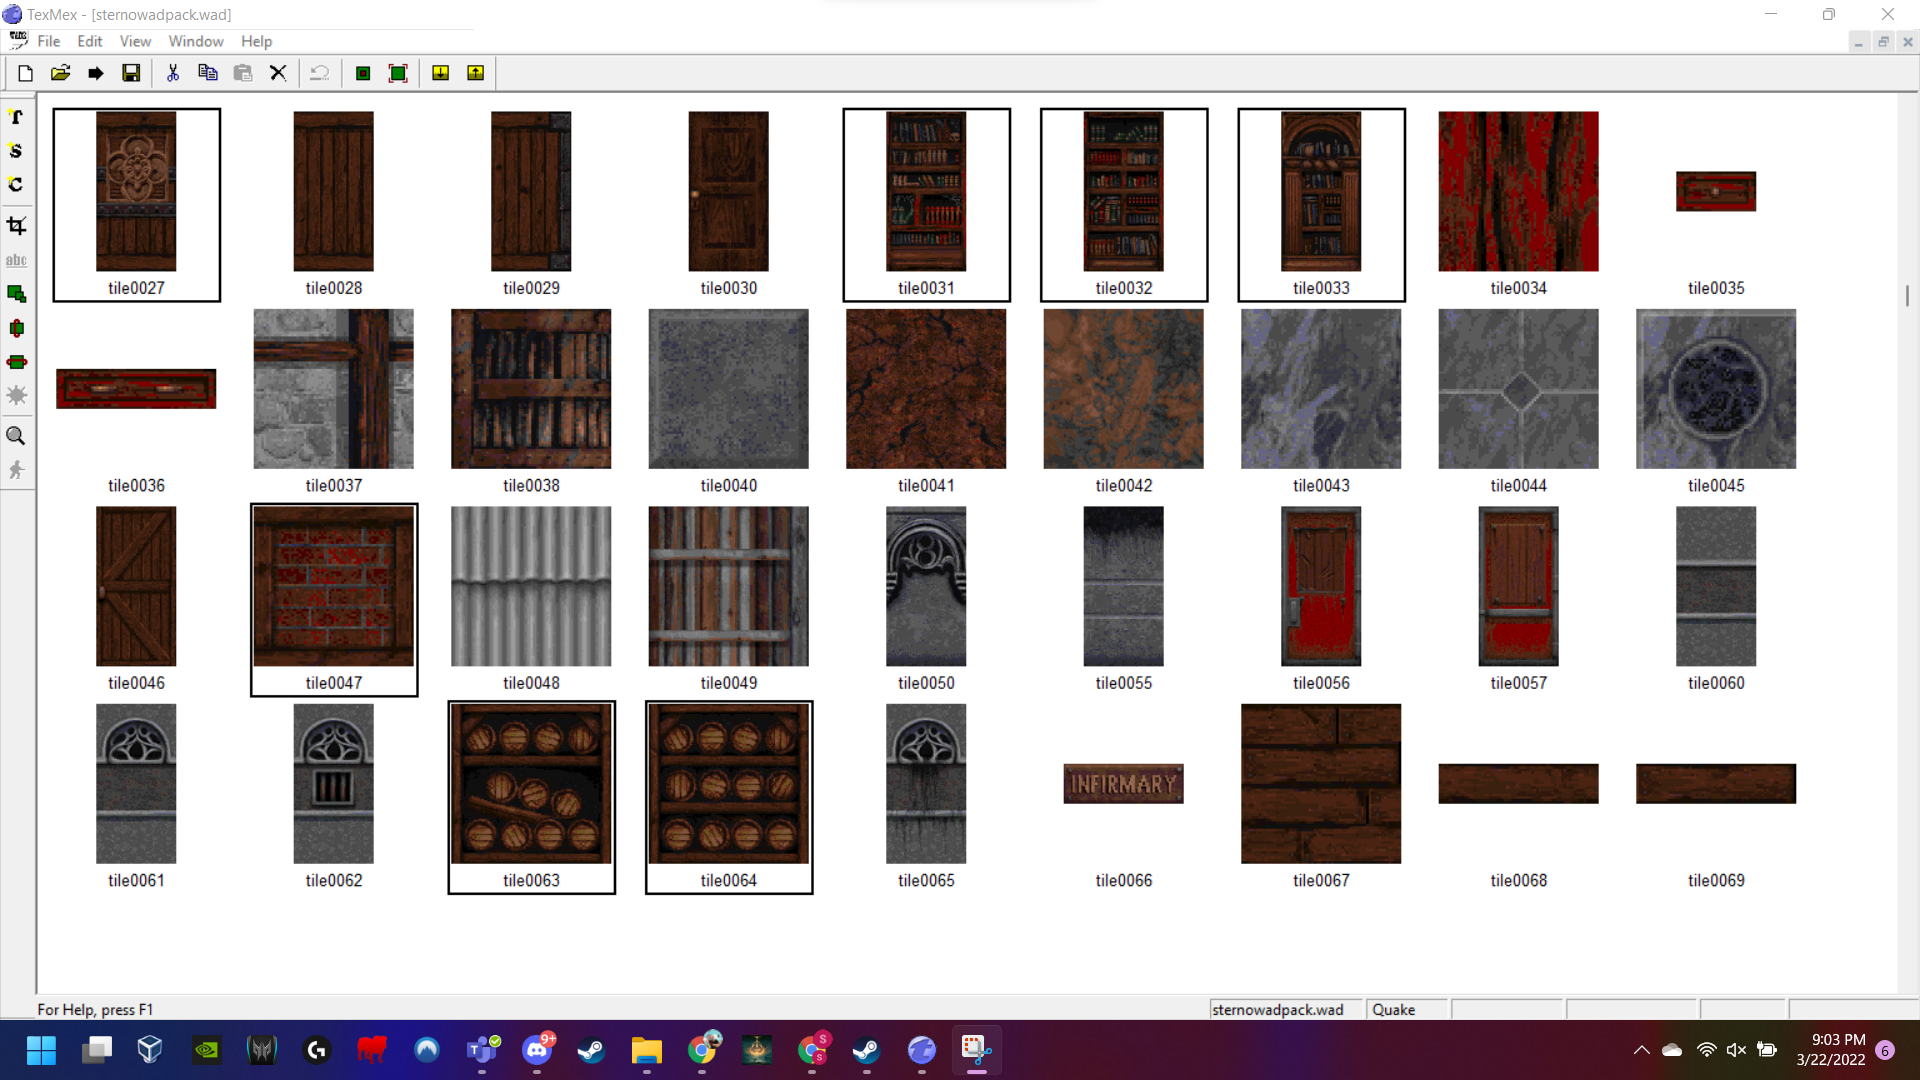 TexMex - [sternowadpack.wad]
File Edit View Window Help
T
S
C
abc
tile0027 tile0028 tile0029 tile0030 tile0031 tile0032 tile0033 tile0034 tile0035
tile0036 tile0037 tile0038 tile0040 tile0041 tile0042 tile0043 tile0044 tile0045
tile0046 tile0047 tile0048 tile0049 tile0050 tile0055 tile0056 tile0057 tile0060
INFIRMARY
tile0061 tile0062 tile0063 tile0064 tile0065 tile0066 tile0067 tile0068 tile0069
For Help, press F1 sternowadpack.wad Quake
9+
S
S
9:03 PM
3/22/2022
6